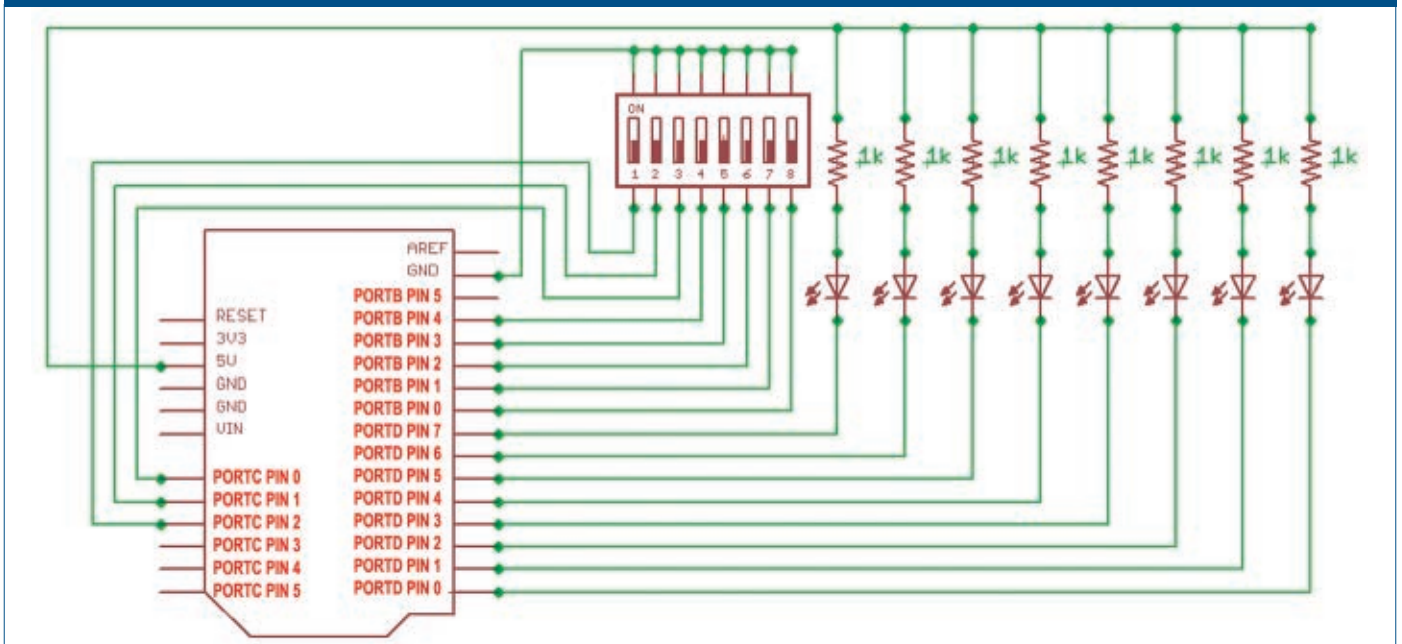 ON
1 2 3 4 5 6 7 8
1k 1k 1k 1k 1k 1k 1k 1k
AREF
GND
PORTB PIN 5
RESET PORTB PIN 4
3V3 PORTB PIN 3
5V PORTB PIN 2
GND PORTB PIN 1
GND PORTB PIN 0
VIN PORTD PIN 7
PORTD PIN 6
PORTC PIN 0 PORTD PIN 5
PORTC PIN 1 PORTD PIN 4
PORTC PIN 2 PORTD PIN 3
PORTC PIN 3 PORTD PIN 2
PORTC PIN 4 PORTD PIN 1
PORTC PIN 5 PORTD PIN 0